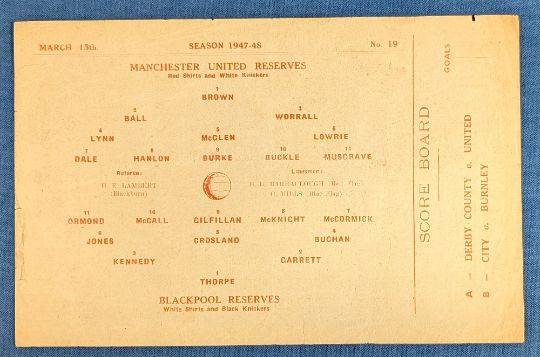 MARCH 13th. SEASON 1947-48 No. 19
MANCHESTER UNITED RESERVES
Red Shirts and White Knickers
1
BROWN
2 3
BALL WORRALL
4 5 6
LYNN McGLEN LOWRIE
7 8 9 10 11
DALE HANLON BURKE BUCKLE MUSGRAVE
Referee: Linesmen:
LAMBERT
(Blackburn) MILLS
11 10 9 8 7
ORMOND McCALL GILFILLAN McKNIGHT McCORMICK
6 5 4
JONES CROSLAND BUCHAN
3 2
KENNEDY GARRETT
1
THORPE
BLACKPOOL RESERVES
White Shirts and Black Knickers
SCORE BOARD
GOALS
A — DERBY COUNTY v. UNITED
B — CITY v. BURNLEY